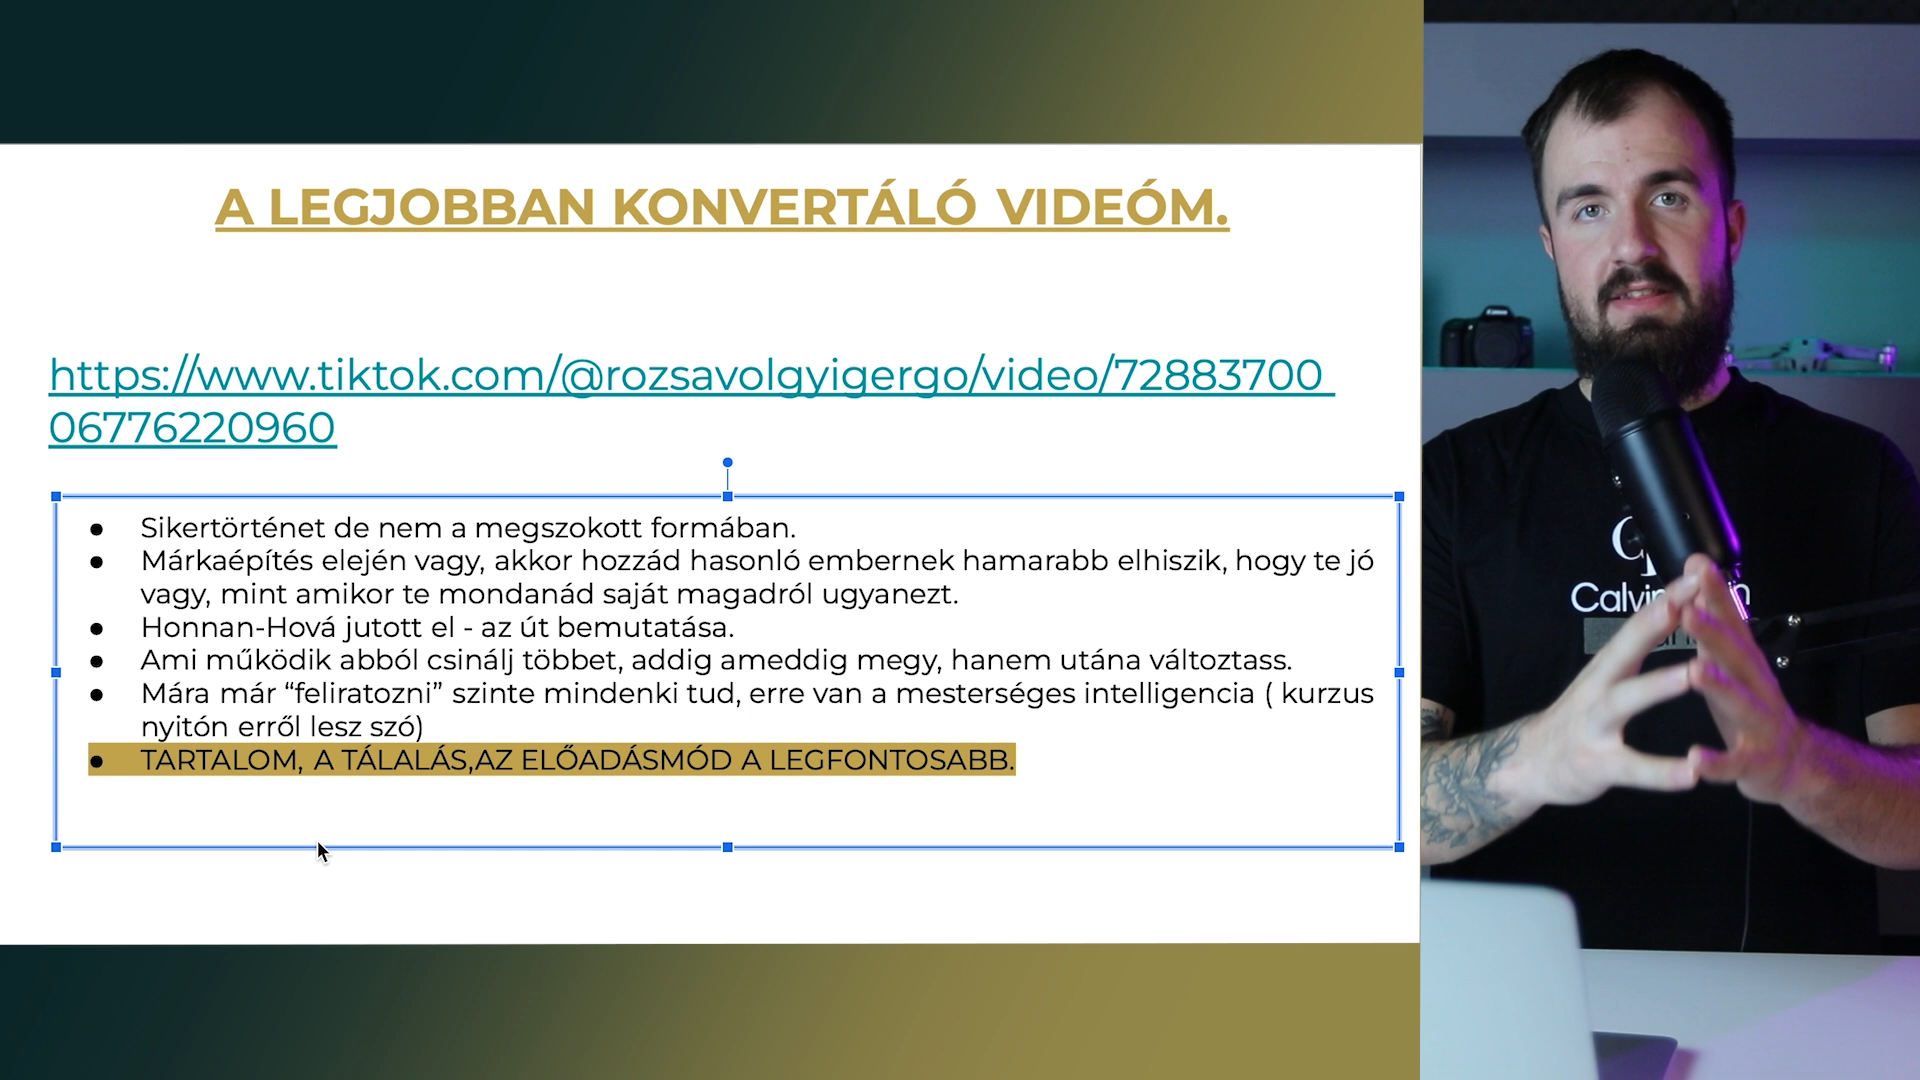 A LEGJOBBAN KONVERTÁLÓ VIDEÓM.
https://www.tiktok.com/@rozsavolgyigergo/video/72883700
06776220960
● Sikertörténet de nem a megszokott formában.
● Márkaépítés elején vagy, akkor hozzád hasonló embernek hamarabb elhiszik, hogy te jó
vagy, mint amikor te mondanád saját magadról ugyanezt.
● Honnan-Hová jutott el - az út bemutatása.
● Ami működik abból csinálj többet, addig ameddig megy, hanem utána változtass.
● Mára már “feliratozni” szinte mindenki tud, erre van a mesterséges intelligencia ( kurzus
nyitón erről lesz szó)
● TARTALOM, A TÁLALÁS,AZ ELŐADÁSMÓD A LEGFONTOSABB.